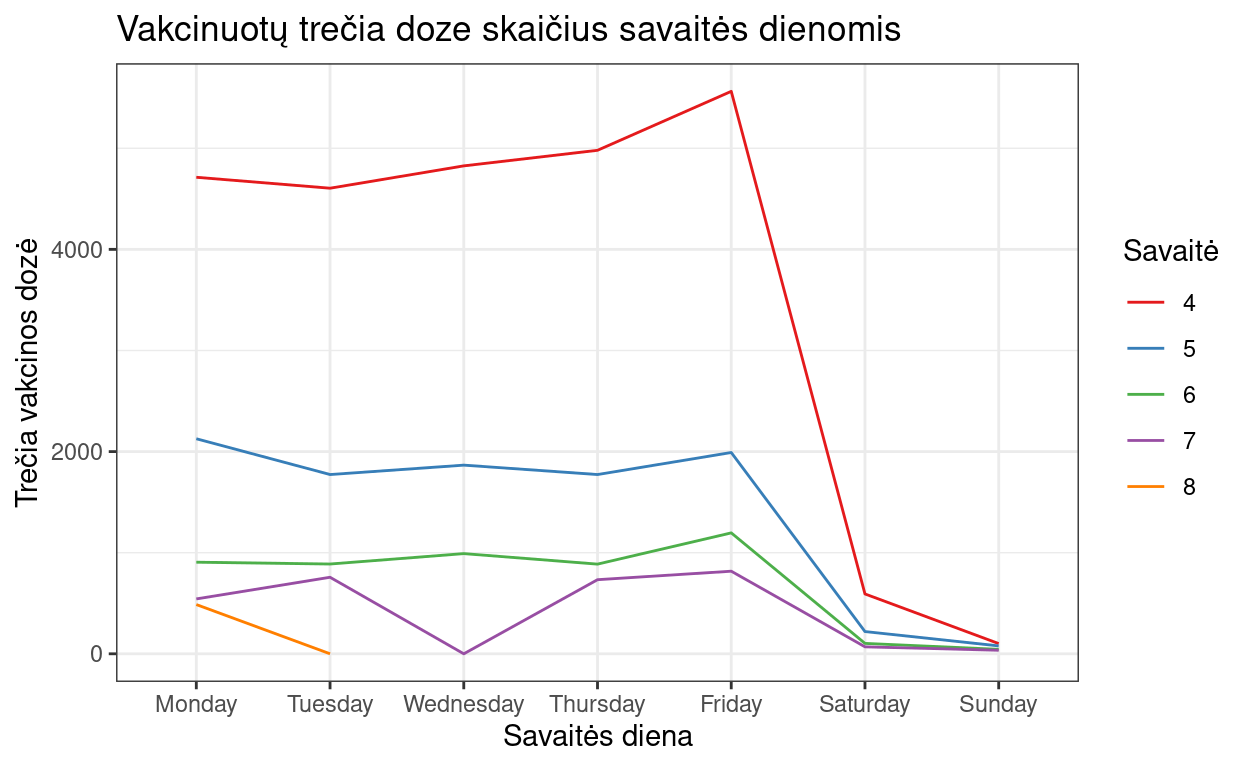 Vakcinuotų trečia doze skaičius savaitės dienomis
Trečia vakcinos dozė
4000
2000
0
Monday
Tuesday
Wednesday
Thursday
Friday
Saturday
Sunday
Savaitės diena
Savaitė
4
5
6
7
8